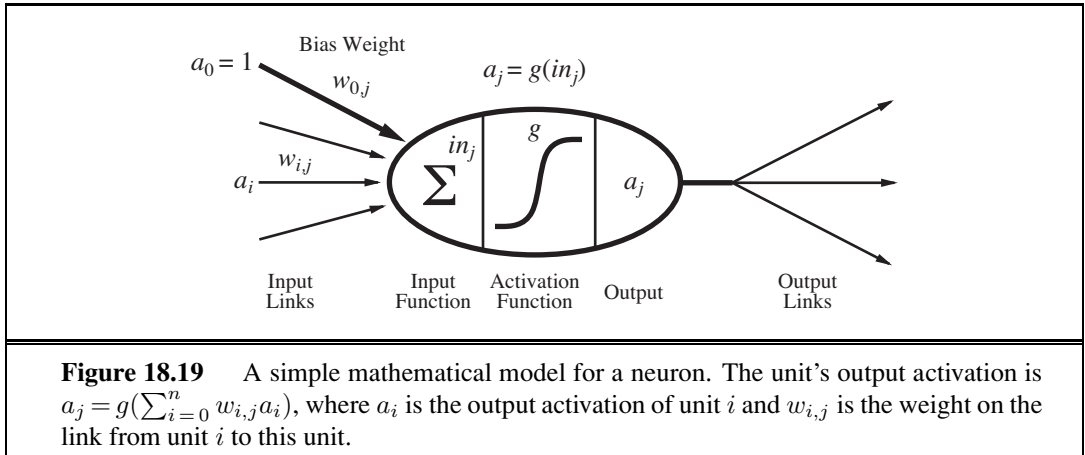 Bias Weight
a₀ = 1
w₀,ⱼ
aⱼ = g(inⱼ)
inⱼ
g
wᵢ,ⱼ
aᵢ
Σ
aⱼ
Input
Links
Input
Function
Activation
Function
Output
Output
Links
Figure 18.19 A simple mathematical model for a neuron. The unit's output activation is
aⱼ = g(∑ⁿᵢ₌₀ wᵢ,ⱼaᵢ), where aᵢ is the output activation of unit i and wᵢ,ⱼ is the weight on the
link from unit i to this unit.